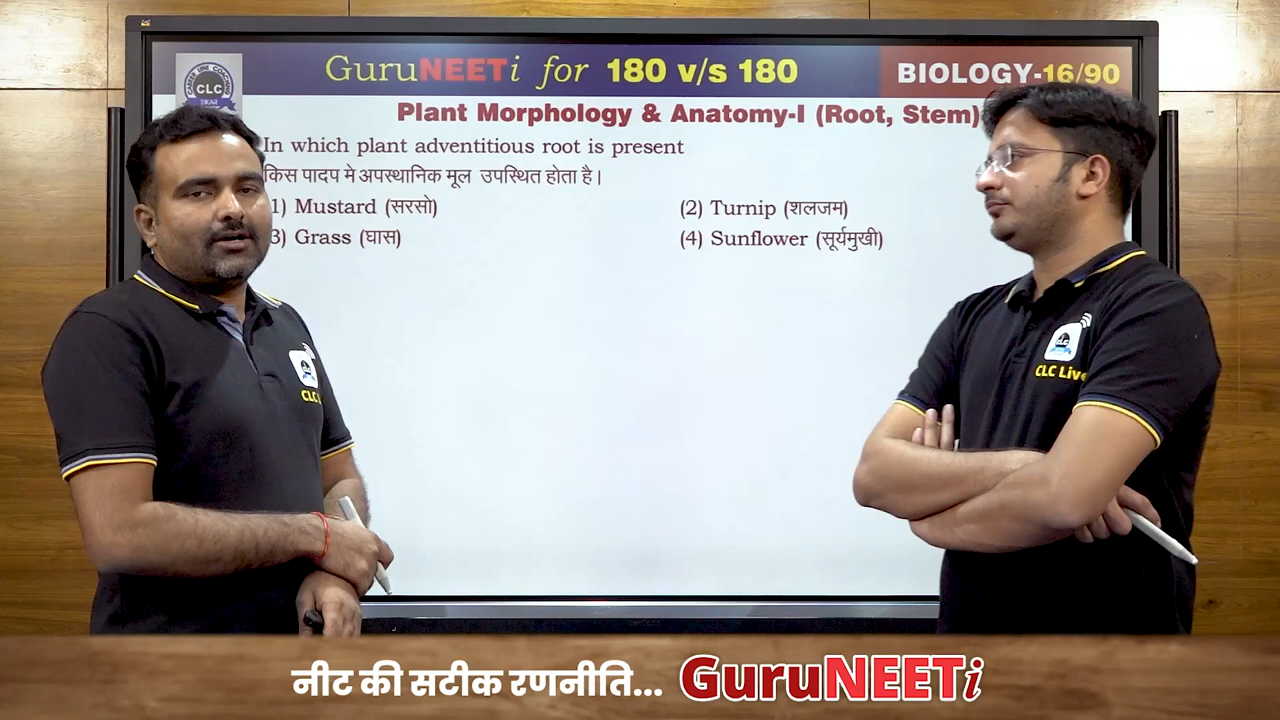 GuruNEETi for 180 v/s 180
BIOLOGY-16/90
CLC
SIKAR
Plant Morphology & Anatomy-I (Root, Stem)
In which plant adventitious root is present
किस पादप मे अपस्थानिक मूल उपस्थित होता है।
1) Mustard (सरसो)
(2) Turnip (शलजम)
3) Grass (घास)
(4) Sunflower (सूर्यमुखी)
CLC
CLC Live
नीट की सटीक रणनीति... GuruNEETi